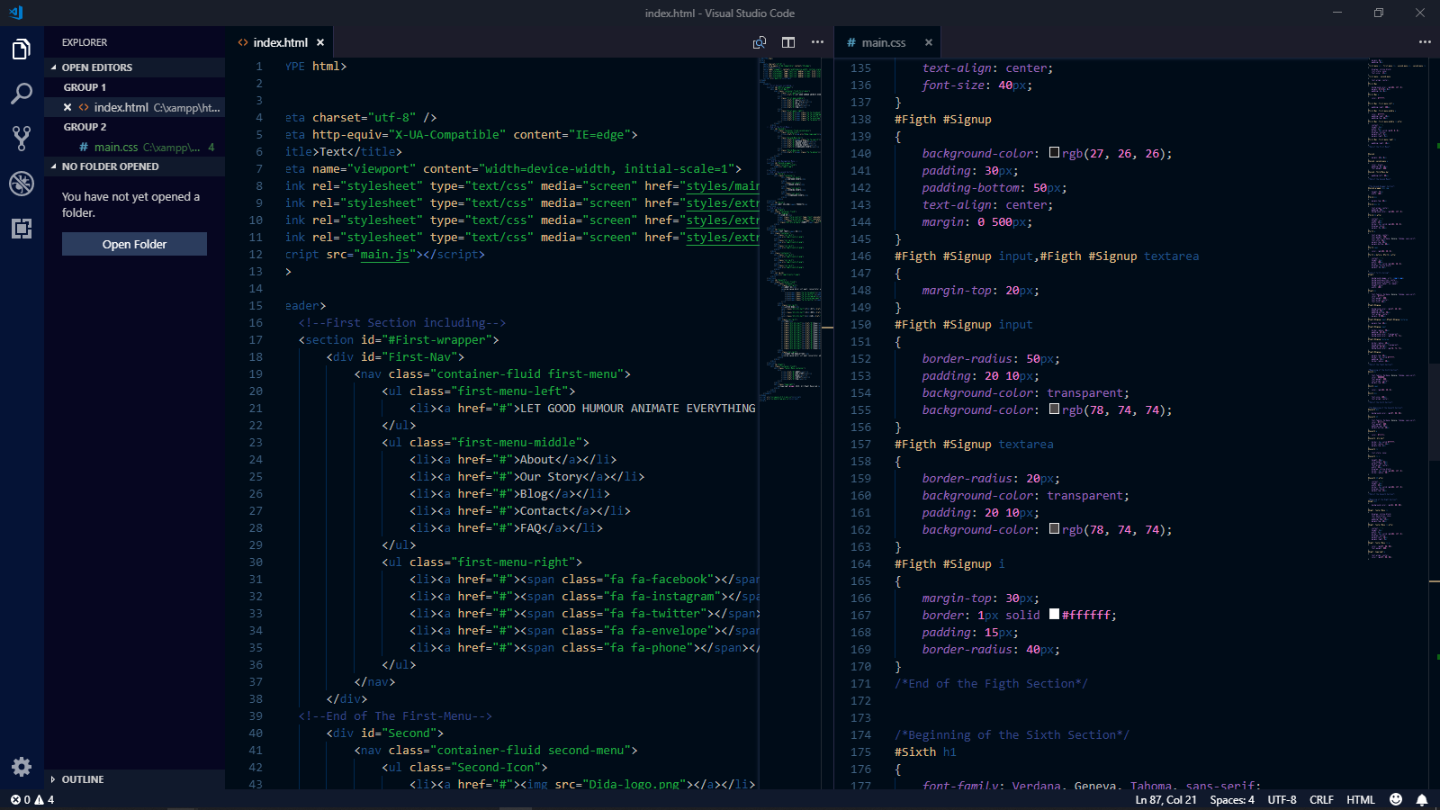 index.html - Visual Studio Code
EXPLORER
OPEN EDITORS
GROUP 1
index.html C:\xampp\ht...
GROUP 2
main.css C:\xampp\... 4
NO FOLDER OPENED
You have not yet opened a
folder.
Open Folder
OUTLINE
index.html
1 YPE html>
2
3
4 eta charset="utf-8" />
5 eta http-equiv="X-UA-Compatible" content="IE=edge">
6 itle>Text</title>
7 eta name="viewport" content="width=device-width, initial-scale=1">
8 ink rel="stylesheet" type="text/css" media="screen" href="styles/main
9 ink rel="stylesheet" type="text/css" media="screen" href="styles/extr
10 ink rel="stylesheet" type="text/css" media="screen" href="styles/extr
11 ink rel="stylesheet" type="text/css" media="screen" href="styles/extr
12 cript src="main.js"></script>
13 >
14
15 eader>
16 <!--First Section including-->
17 <section id="#First-wrapper">
18 <div id="First-Nav">
19 <nav class="container-fluid first-menu">
20 <ul class="first-menu-left">
21 <li><a href="#">LET GOOD HUMOUR ANIMATE EVERYTHING
22 </ul>
23 <ul class="first-menu-middle">
24 <li><a href="#">About</a></li>
25 <li><a href="#">Our Story</a></li>
26 <li><a href="#">Blog</a></li>
27 <li><a href="#">Contact</a></li>
28 <li><a href="#">FAQ</a></li>
29 </ul>
30 <ul class="first-menu-right">
31 <li><a href="#"><span class="fa fa-facebook"></span
32 <li><a href="#"><span class="fa fa-instagram"></spa
33 <li><a href="#"><span class="fa fa-twitter"></span>
34 <li><a href="#"><span class="fa fa-envelope"></span
35 <li><a href="#"><span class="fa fa-phone"></span></
36 </ul>
37 </nav>
38 </div>
39 <!--End of The First-Menu-->
40 <div id="Second">
41 <nav class="container-fluid second-menu">
42 <ul class="Second-Icon">
43 <li><a href="#"><img src="Dida-logo.png"></a></li>
main.css
135 text-align: center;
136 font-size: 40px;
137 }
138 #Figth #Signup
139 {
140 background-color: rgb(27, 26, 26);
141 padding: 30px;
142 padding-bottom: 50px;
143 text-align: center;
144 margin: 0 500px;
145 }
146 #Figth #Signup input,#Figth #Signup textarea
147 {
148 margin-top: 20px;
149 }
150 #Figth #Signup input
151 {
152 border-radius: 50px;
153 padding: 20 10px;
154 background-color: transparent;
155 background-color: rgb(78, 74, 74);
156 }
157 #Figth #Signup textarea
158 {
159 border-radius: 20px;
160 background-color: transparent;
161 padding: 20 10px;
162 background-color: rgb(78, 74, 74);
163 }
164 #Figth #Signup i
165 {
166 margin-top: 30px;
167 border: 1px solid #ffffff;
168 padding: 15px;
169 border-radius: 40px;
170 }
171 /*End of the Figth Section*/
172
173
174 /*Beginning of the Sixth Section*/
175 #Sixth h1
176 {
177 font-family: Verdana, Geneva, Tahoma, sans-serif;
0 4
Ln 87, Col 21 Spaces: 4 UTF-8 CRLF HTML